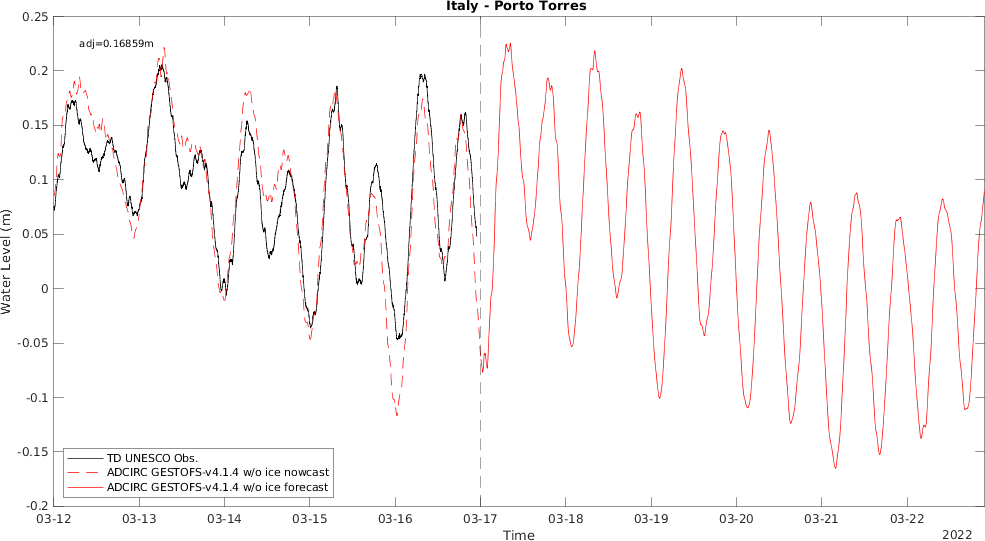 Italy - Porto Torres
adj=0.16859m
0.25
0.2
0.15
0.1
0.05
0
-0.05
-0.1
-0.15
-0.2
Water Level (m)
TD UNESCO Obs.
ADCIRC GESTOFS-v4.1.4 w/o ice nowcast
ADCIRC GESTOFS-v4.1.4 w/o ice forecast
03-12 03-13 03-14 03-15 03-16 03-17 03-18 03-19 03-20 03-21 03-22
Time
2022